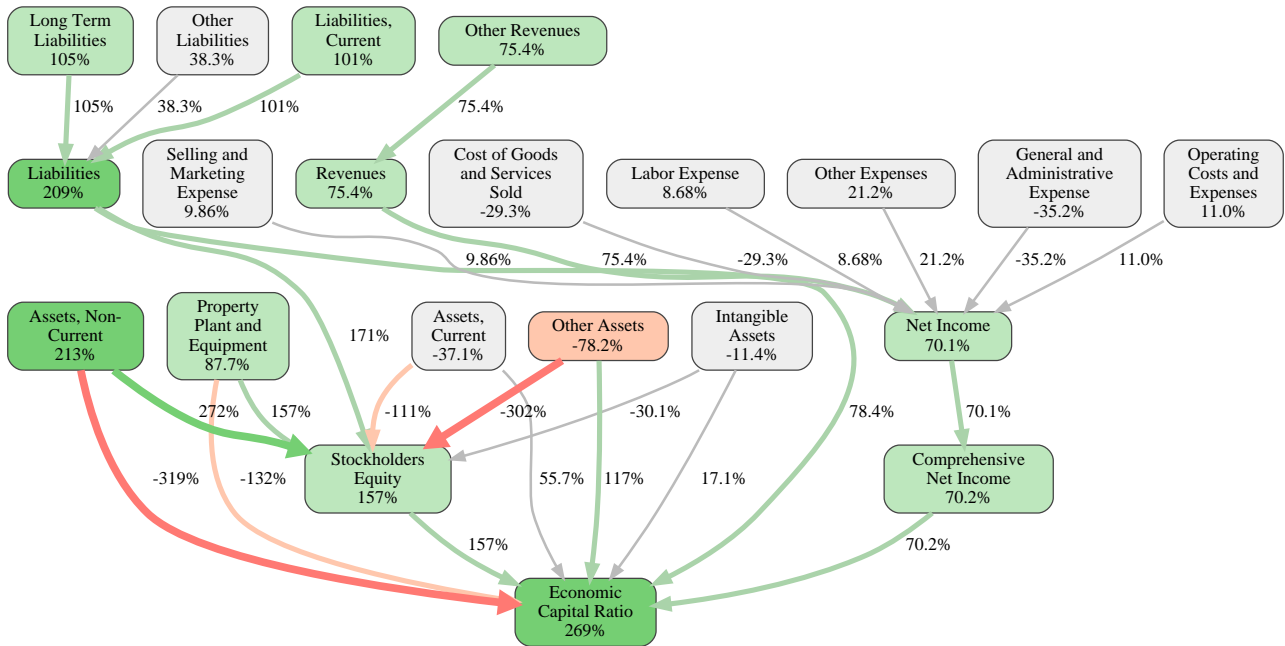 Long Term
Liabilities
105%
Other
Liabilities
38.3%
Liabilities,
Current
101%
Other Revenues
75.4%
105%
38.3%
101%
75.4%
Liabilities
209%
Selling and
Marketing
Expense
9.86%
Revenues
75.4%
Cost of Goods
and Services
Sold
-29.3%
Labor Expense
8.68%
Other Expenses
21.2%
General and
Administrative
Expense
-35.2%
Operating
Costs and
Expenses
11.0%
9.86%
75.4%
-29.3%
8.68%
21.2%
-35.2%
11.0%
Assets, Non-
Current
213%
Property
Plant and
Equipment
87.7%
171%
Assets,
Current
-37.1%
Other Assets
-78.2%
Intangible
Assets
-11.4%
Net Income
70.1%
272%
157%
-111%
-302%
-30.1%
78.4%
70.1%
Stockholders
Equity
157%
Comprehensive
Net Income
70.2%
-319%
-132%
55.7%
117%
17.1%
157%
70.2%
Economic
Capital Ratio
269%